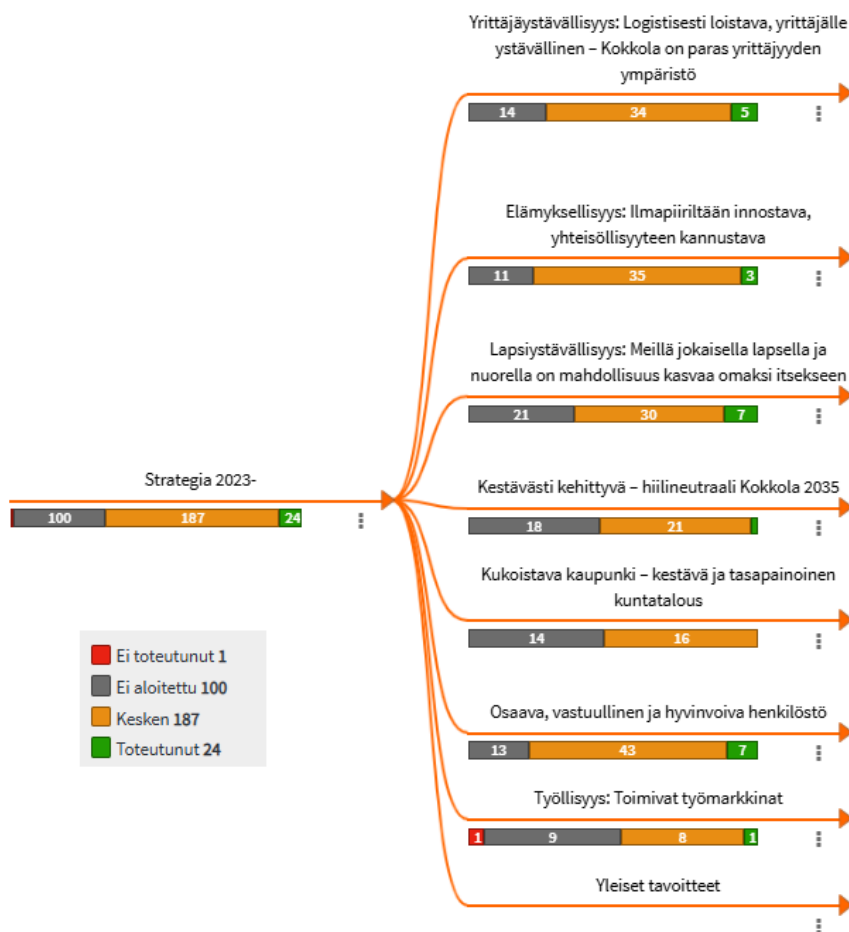 Yrittäjäystävällisyys: Logistisesti loistava, yrittäjälle
ystävällinen – Kokkola on paras yrittäjyyden
ympäristö
14 34 5
Elämyksellisyys: Ilmapiiriltään innostava,
yhteisöllisyyteen kannustava
11 35 3
Lapsiystävällisyys: Meillä jokaisella lapsella ja
nuorella on mahdollisuus kasvaa omaksi itsekseen
21 30 7
Strategia 2023-
100 187 24
Kestävästi kehittyvä – hiilineutraali Kokkola 2035
18 21
Kukoistava kaupunki – kestävä ja tasapainoinen
kuntatalous
14 16
Ei toteutunut 1
Ei aloitettu 100
Kesken 187
Toteutunut 24
Osaava, vastuullinen ja hyvinvoiva henkilöstö
13 43 7
Työllisyys: Toimivat työmarkkinat
1 9 8 1
Yleiset tavoitteet